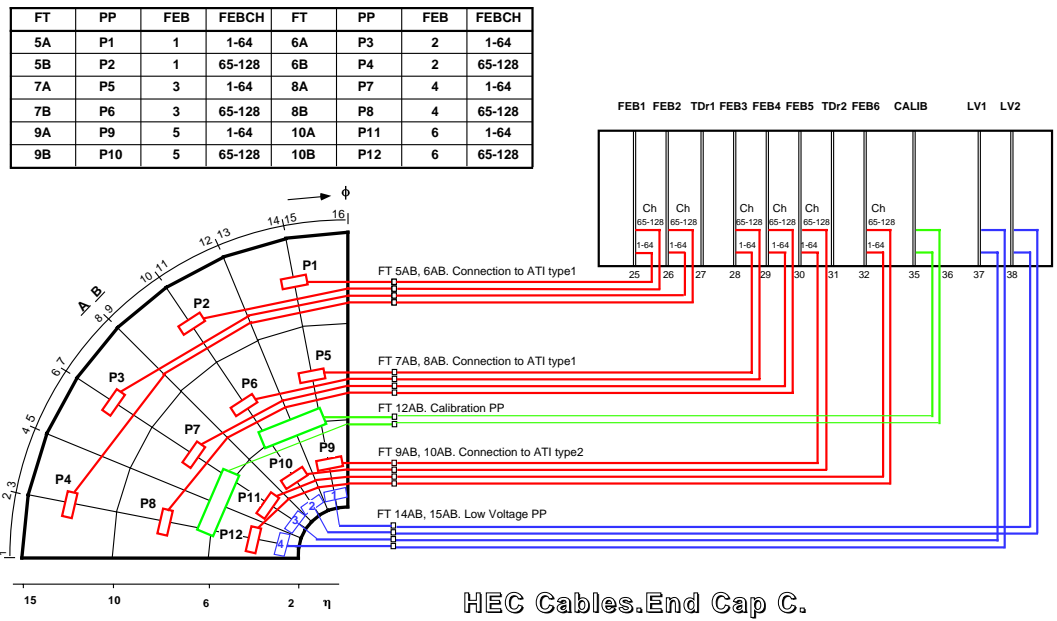 FT PP FEB FEBCH FT PP FEB FEBCH
5A P1 1 1-64 6A P3 2 1-64
5B P2 1 65-128 6B P4 2 65-128
7A P5 3 1-64 8A P7 4 1-64
7B P6 3 65-128 8B P8 4 65-128
9A P9 5 1-64 10A P11 6 1-64
9B P10 5 65-128 10B P12 6 65-128
FEB1 FEB2 TDr1 FEB3 FEB4 FEB5 TDr2 FEB6 CALIB LV1 LV2
Ch Ch Ch Ch Ch Ch
65-128 65-128 65-128 65-128 65-128 65-128
1-64 1-64 1-64 1-64 1-64 1-64
25 26 27 28 29 30 31 32 35 36 37 38
ϕ
16
14 15
12 13
10 11
8 9
6 7
4 5
2 3
1
A B
P1
P2
P3
P4
P5
P6
P7
P8
P9
P10
P11
P12
1
2
3
4
FT 5AB, 6AB. Connection to ATI type1
FT 7AB, 8AB. Connection to ATI type1
FT 12AB. Calibration PP
FT 9AB, 10AB. Connection to ATI type2
FT 14AB, 15AB. Low Voltage PP
15 10 6 2 η
HEC Cables.End Cap C.